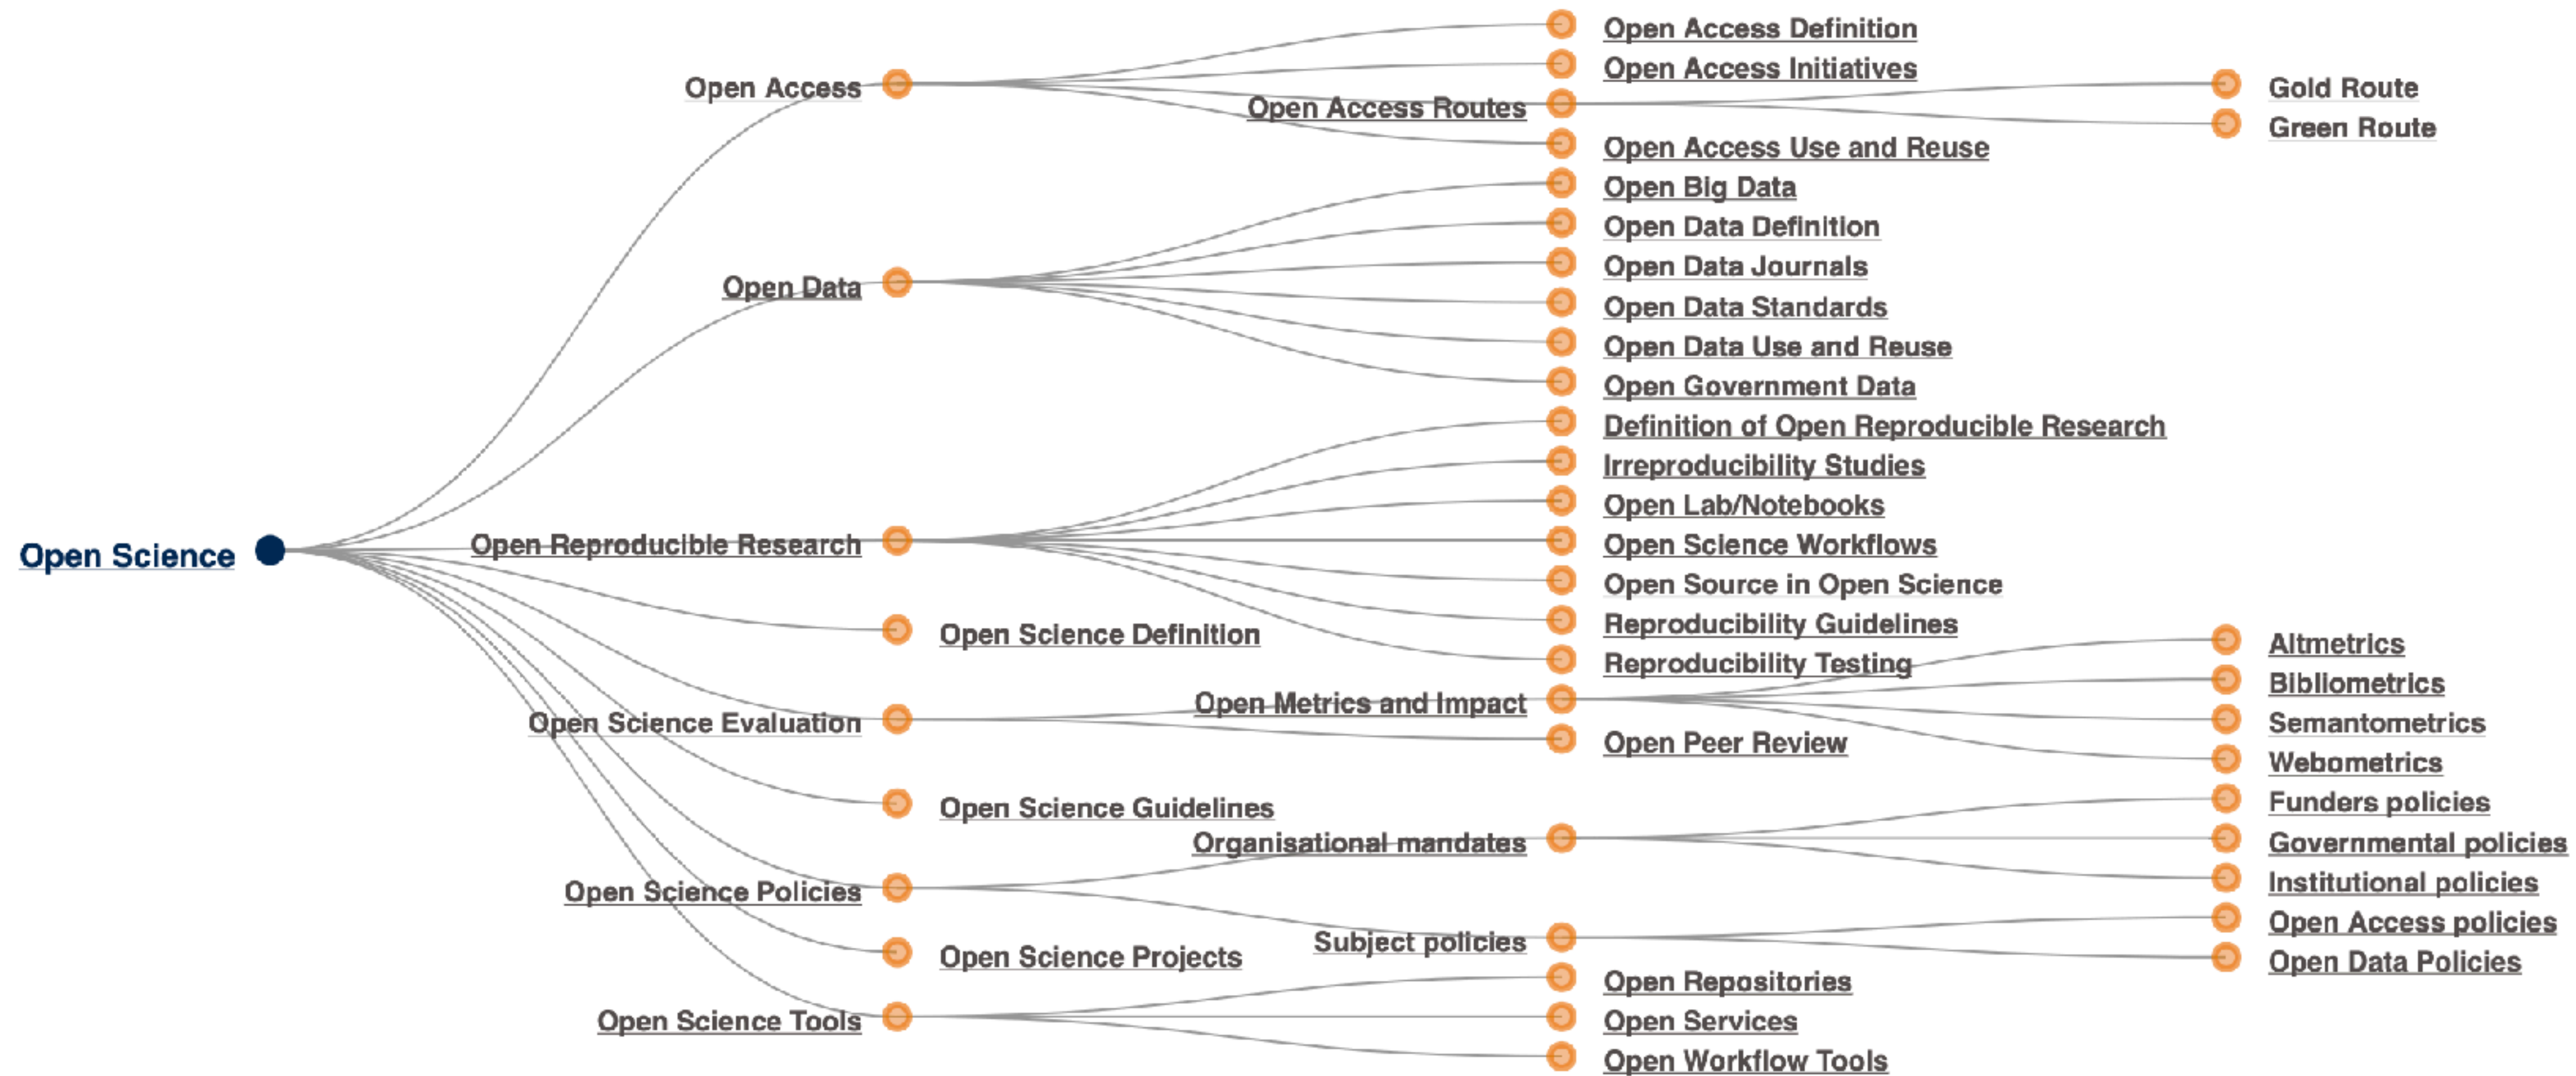 Open Science
Open Access
Open Access Definition
Open Access Initiatives
Open Access Routes
Gold Route
Green Route
Open Access Use and Reuse
Open Data
Open Big Data
Open Data Definition
Open Data Journals
Open Data Standards
Open Data Use and Reuse
Open Government Data
Open Reproducible Research
Definition of Open Reproducible Research
Irreproducibility Studies
Open Lab/Notebooks
Open Science Workflows
Open Source in Open Science
Reproducibility Guidelines
Reproducibility Testing
Open Science Definition
Open Science Evaluation
Open Metrics and Impact
Altmetrics
Bibliometrics
Semantometrics
Webometrics
Open Peer Review
Open Science Guidelines
Open Science Policies
Organisational mandates
Funders policies
Governmental policies
Institutional policies
Subject policies
Open Access policies
Open Data Policies
Open Science Projects
Open Science Tools
Open Repositories
Open Services
Open Workflow Tools